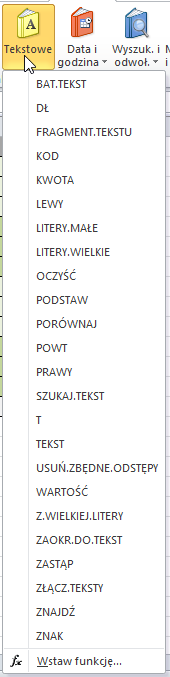 Tekstowe
Data i godzina
Wyszuk. i odwoł.
BAT.TEKST
DŁ
FRAGMENT.TEKSTU
KOD
KWOTA
LEWY
LITERY.MAŁE
LITERY.WIELKIE
OCZYŚĆ
PODSTAW
PORÓWNAJ
POWT
PRAWY
SZUKAJ.TEKST
T
TEKST
USUŃ.ZBĘDNE.ODSTĘPY
WARTOŚĆ
Z.WIELKIEJ.LITERY
ZAOKR.DO.TEKST
ZASTĄP
ZŁĄCZ.TEKSTY
ZNAJDŹ
ZNAK
fx Wstaw funkcję...